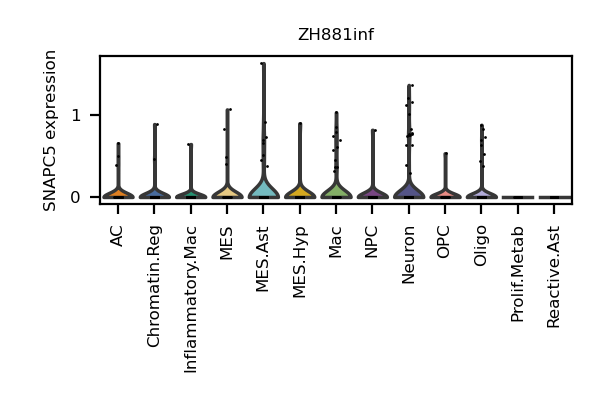 ZH881inf
SNAPC5 expression
1
0
AC
Chromatin.Reg
Inflammatory.Mac
MES
MES.Ast
MES.Hyp
Mac
NPC
Neuron
OPC
Oligo
Prolif.Metab
Reactive.Ast